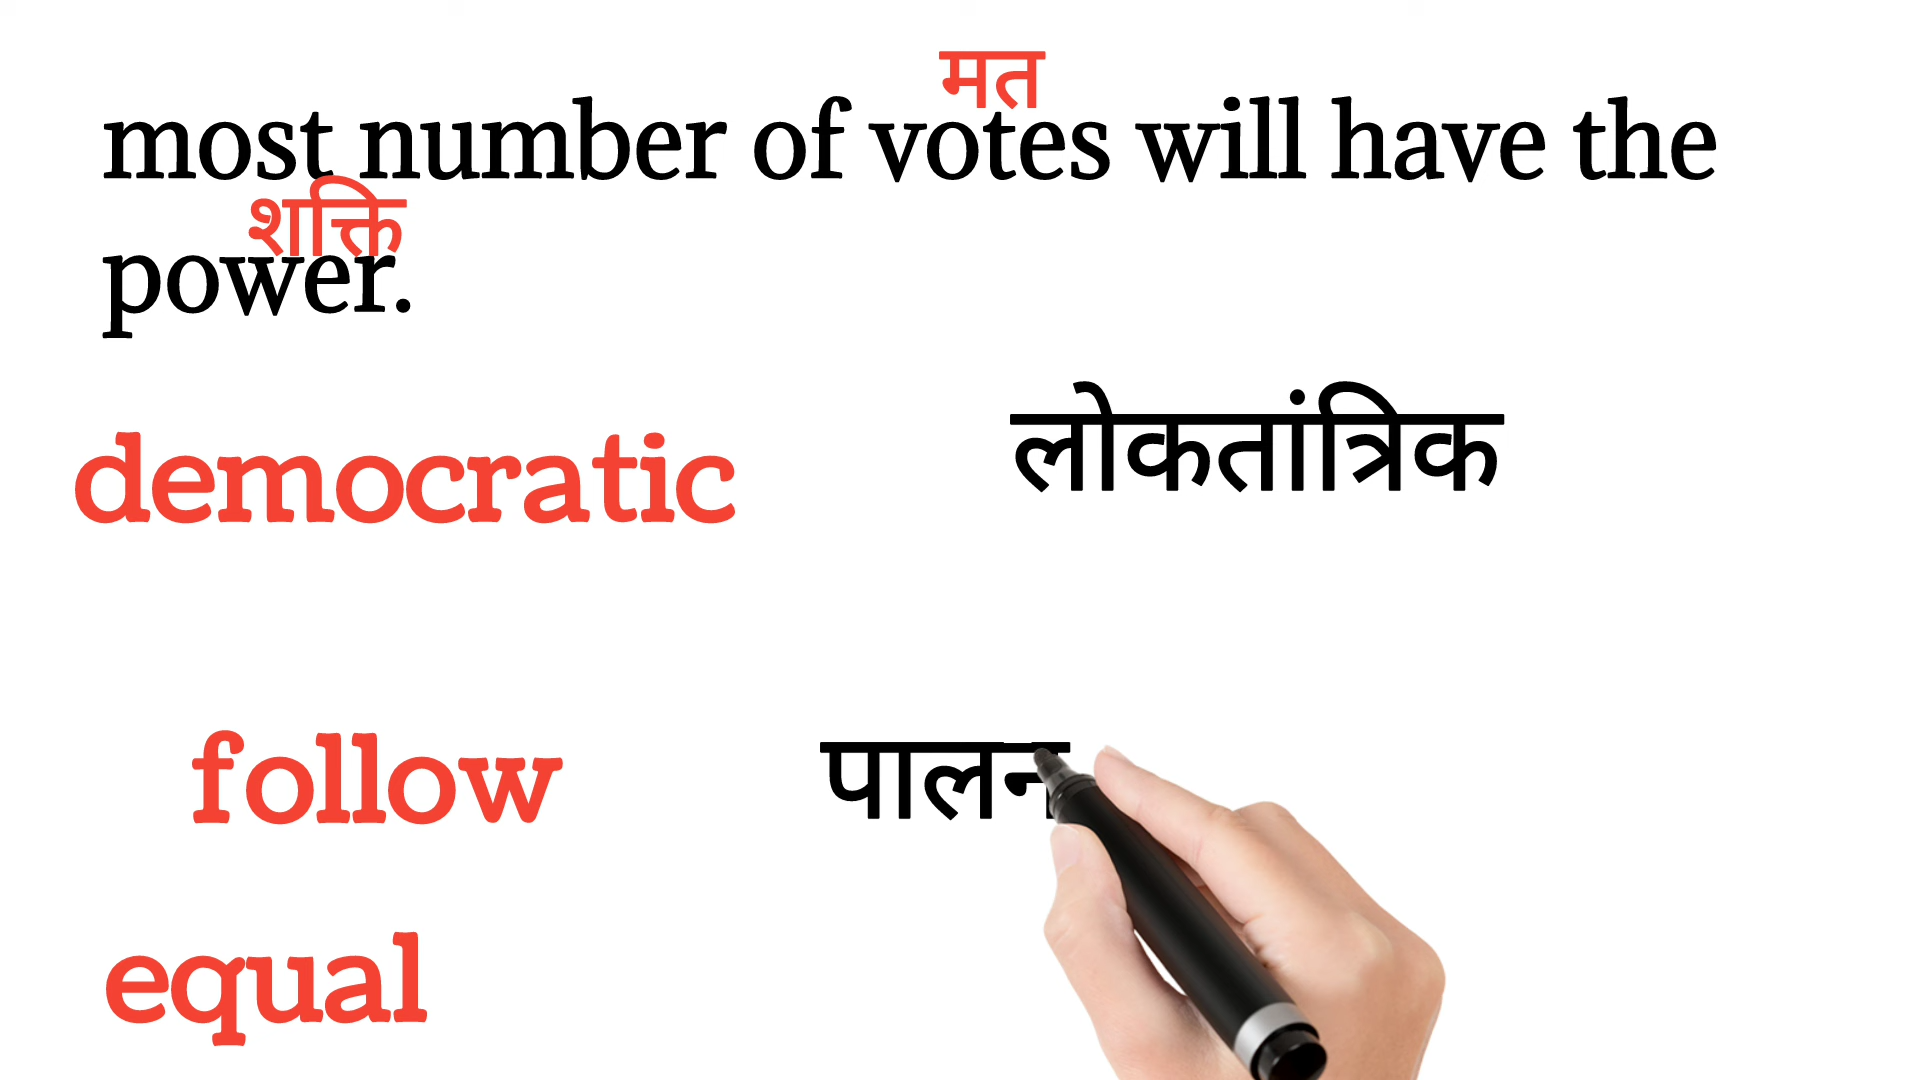 मत
most number of votes will have the
शक्ति
power.
democratic लोकतांत्रिक
follow पालन
equal